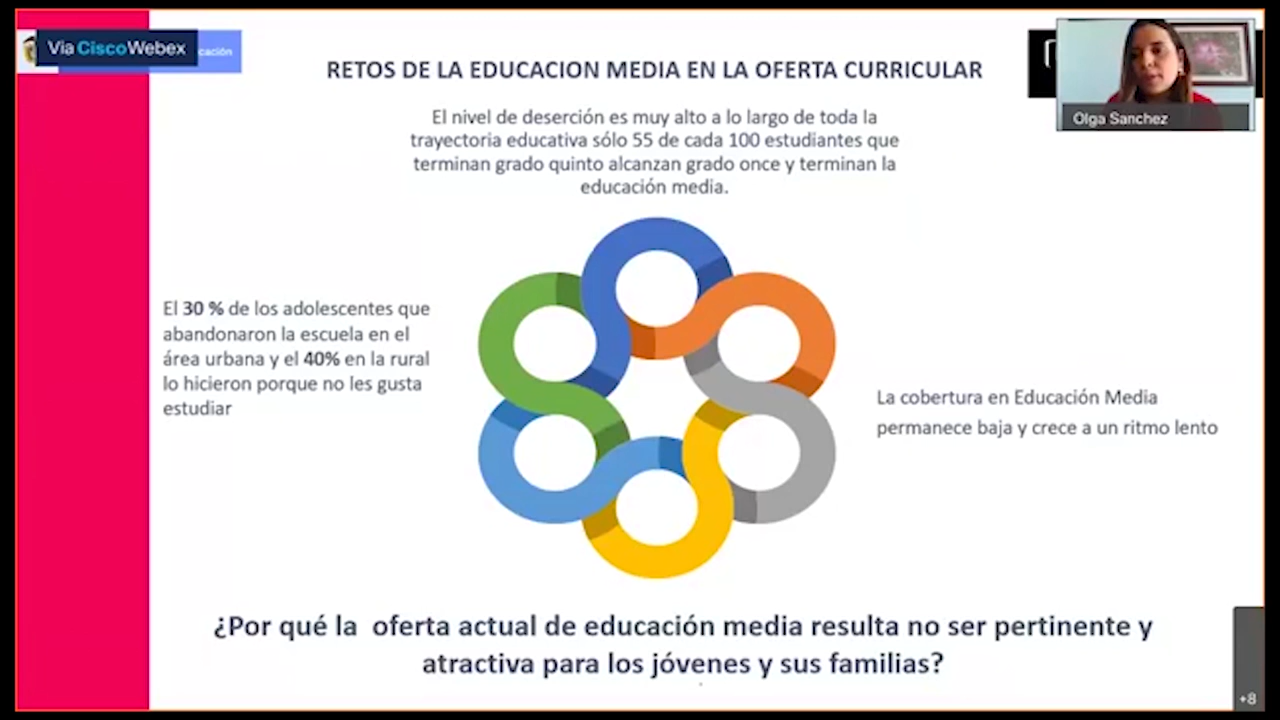 Vía CiscoWebex
cación
RETOS DE LA EDUCACION MEDIA EN LA OFERTA CURRICULAR
Olga Sanchez
El nivel de deserción es muy alto a lo largo de toda la
trayectoria educativa sólo 55 de cada 100 estudiantes que
terminan grado quinto alcanzan grado once y terminan la
educación media.
El 30 % de los adolescentes que
abandonaron la escuela en el
área urbana y el 40% en la rural
lo hicieron porque no les gusta
estudiar
La cobertura en Educación Media
permanece baja y crece a un ritmo lento
¿Por qué la oferta actual de educación media resulta no ser pertinente y
atractiva para los jóvenes y sus familias?
+8